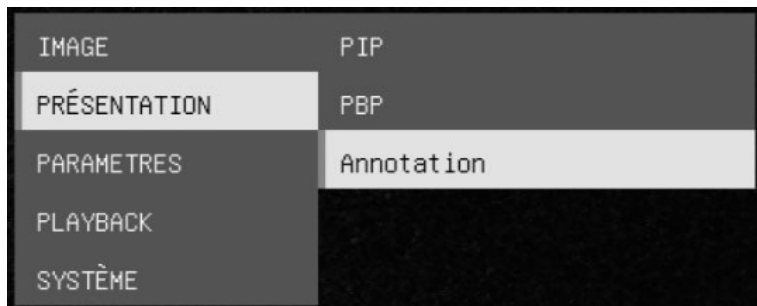 IMAGE
PRÉSENTATION
PARAMETRES
PLAYBACK
SYSTÈME
PIP
PBP
Annotation